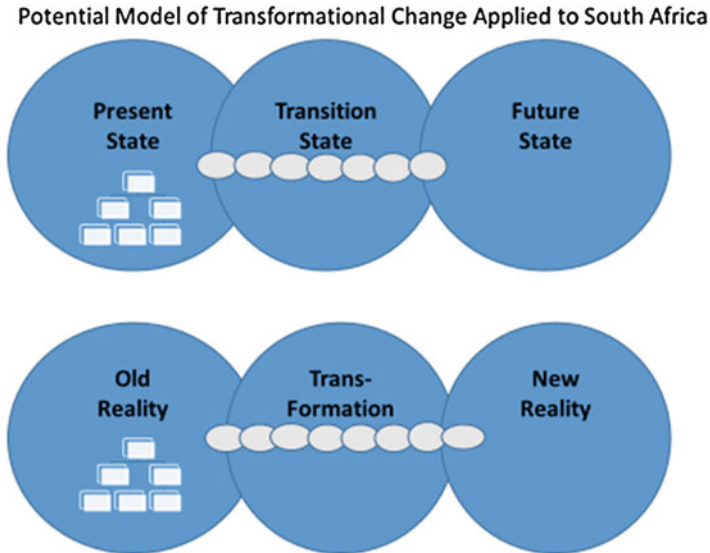 Potential Model of Transformational Change Applied to South Africa
Present
State
Transition
State
Future
State
Old
Reality
Trans-
Formation
New
Reality